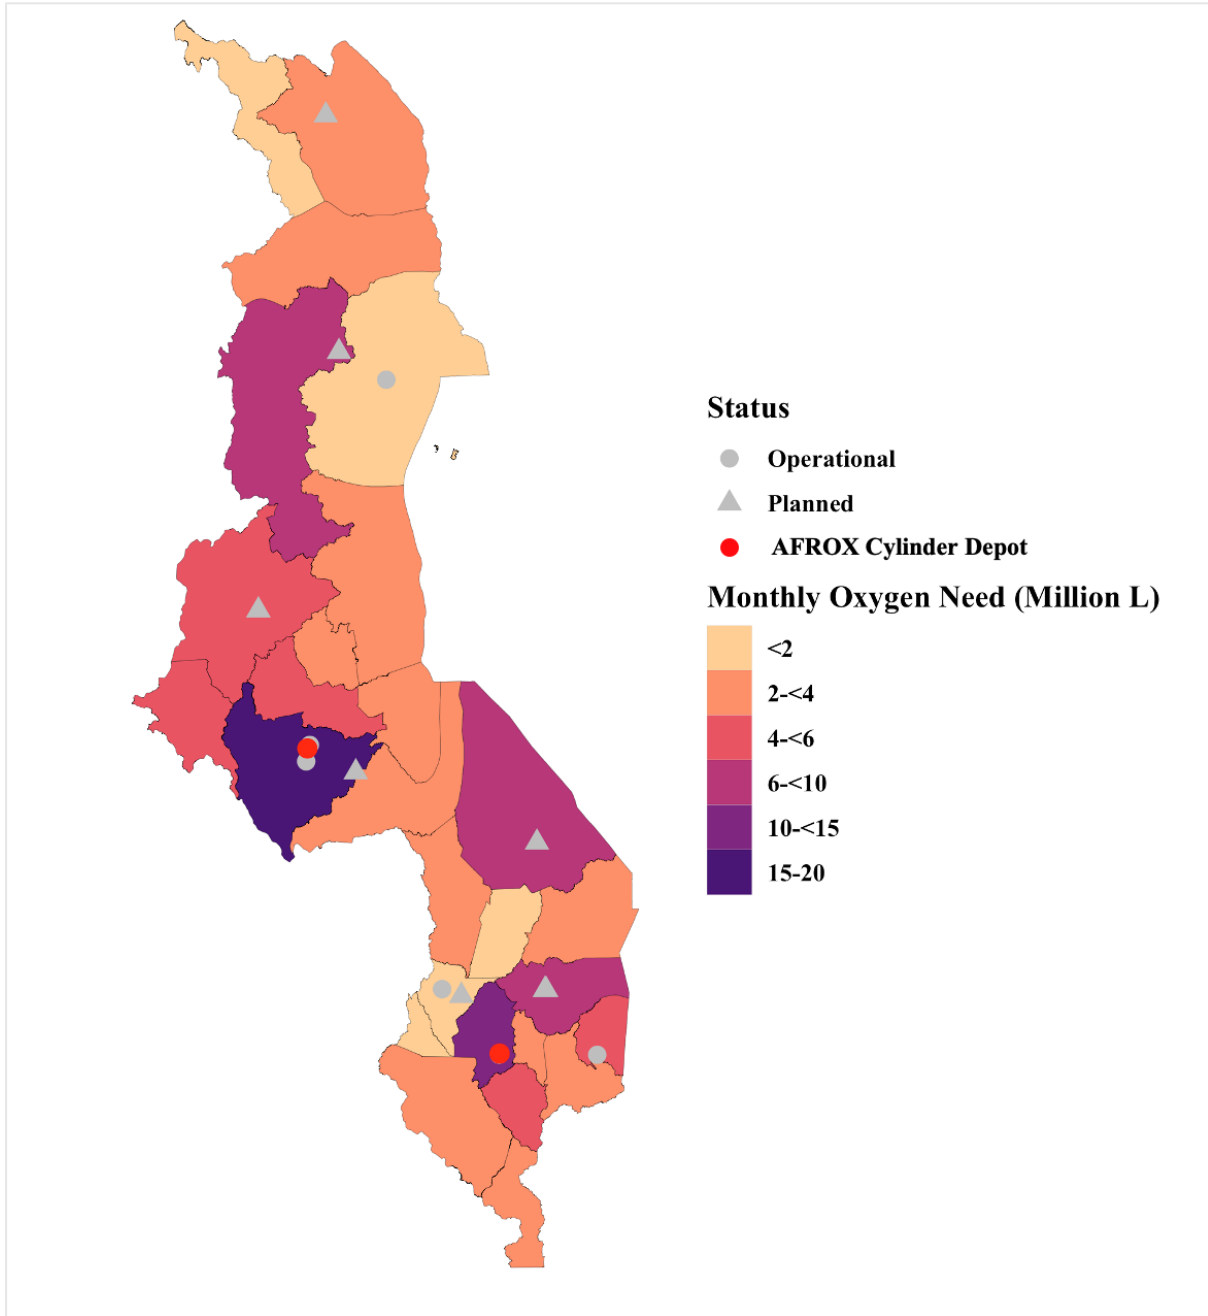 Status
Operational
Planned
AFROX Cylinder Depot
Monthly Oxygen Need (Million L)
<2
2-<4
4-<6
6-<10
10-<15
15-20